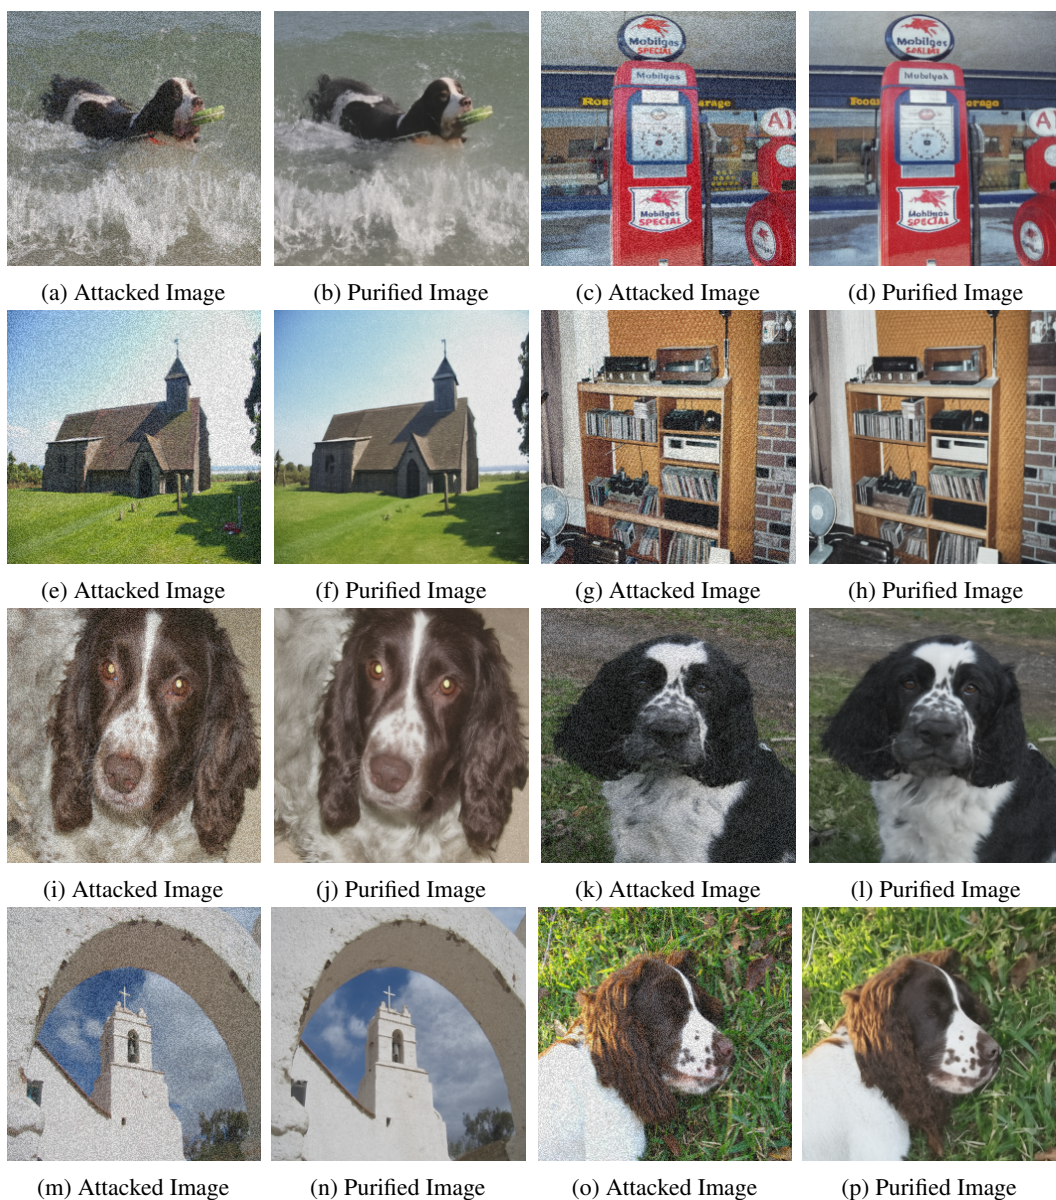 Mobilgas
SPECIAL
Mobilgas
Mobilgas
SPECIAL
A
Mobilgas
Mobilgas
SPECIAL
A
(a) Attacked Image
(b) Purified Image
(c) Attacked Image
(d) Purified Image
(e) Attacked Image
(f) Purified Image
(g) Attacked Image
(h) Purified Image
(i) Attacked Image
(j) Purified Image
(k) Attacked Image
(l) Purified Image
(m) Attacked Image
(n) Purified Image
(o) Attacked Image
(p) Purified Image